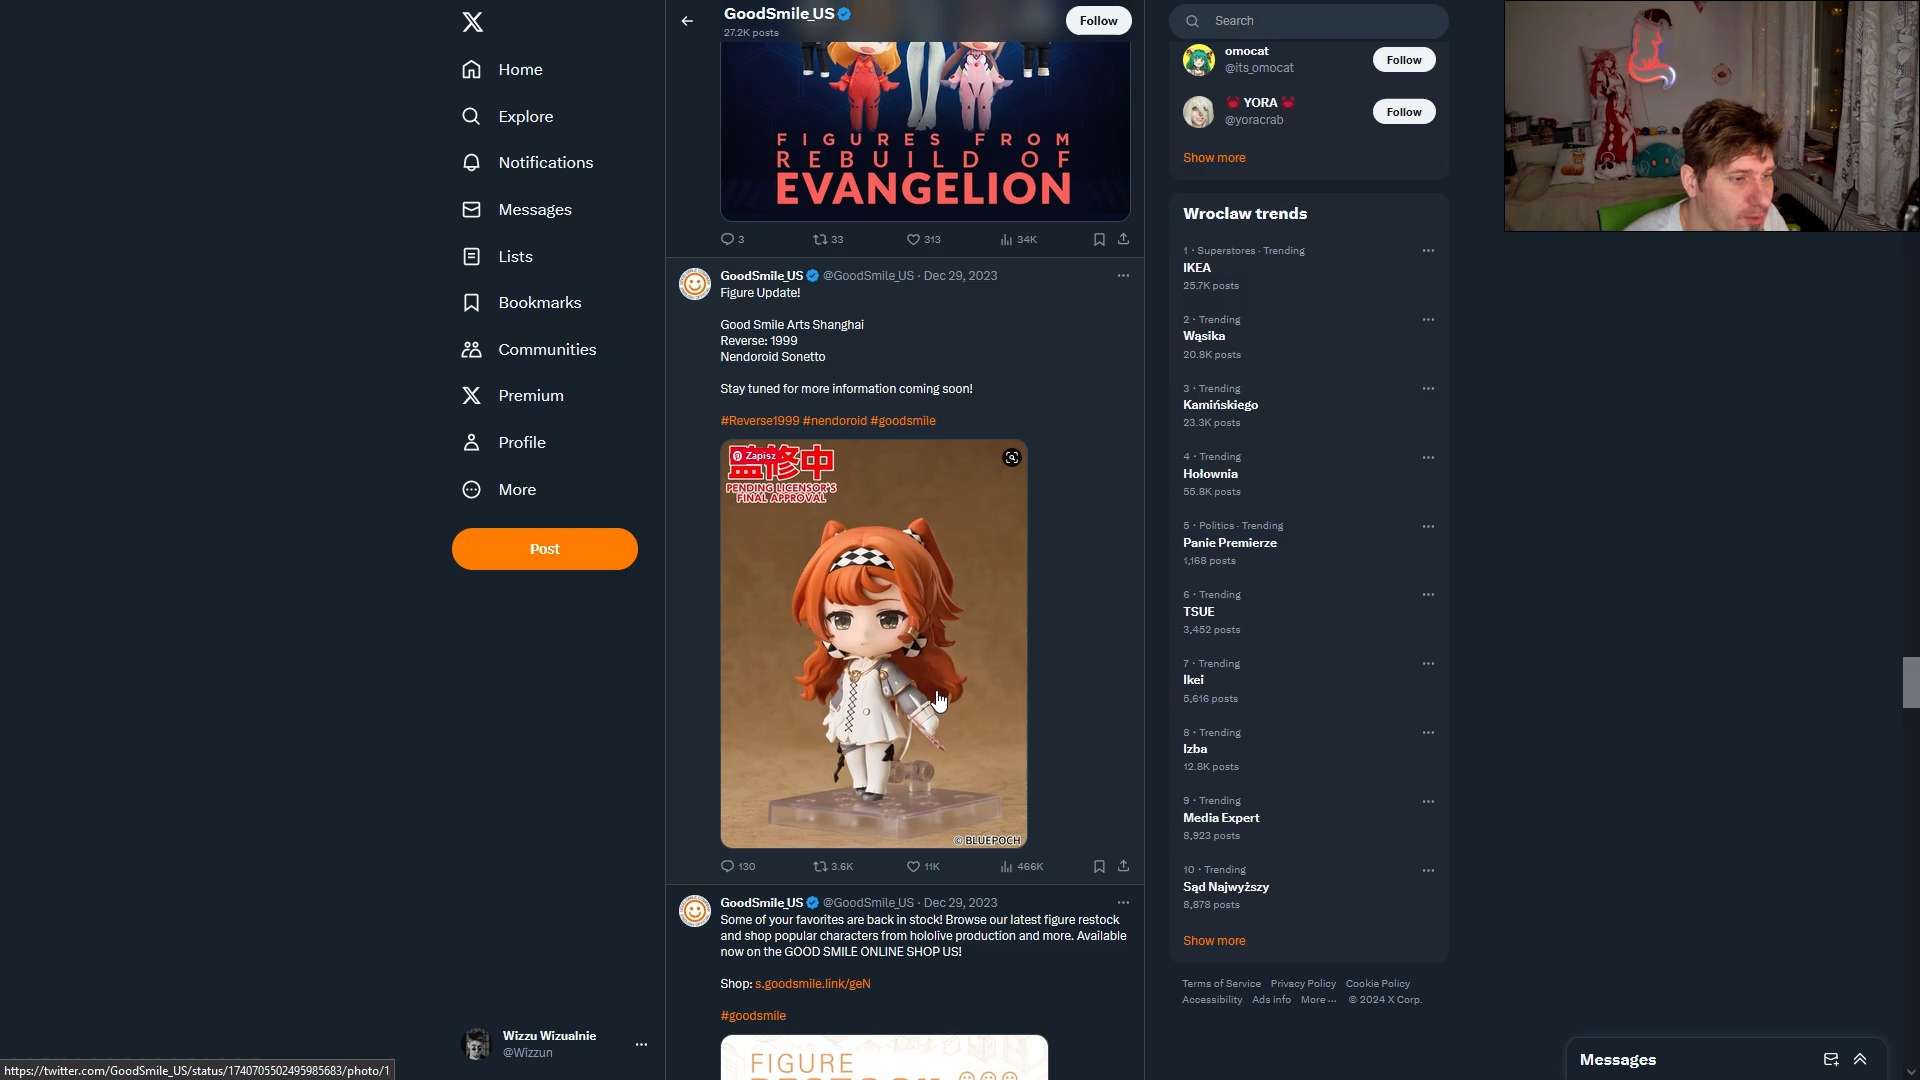 Home
Explore
Notifications
Messages
Lists
Bookmarks
Communities
Premium
Profile
More
Post
Wizzu Wizualnie
@Wizzun
https://twitter.com/GoodSmile_US/status/1740705502495985683/photo/1
GoodSmile_US
27.2K posts
Follow
FIGURES FROM
REBUILD OF
EVANGELION
3 33 313 34K
GoodSmile_US @GoodSmile_US · Dec 29, 2023
Figure Update!
Good Smile Arts Shanghai
Reverse: 1999
Nendoroid Sonetto
Stay tuned for more information coming soon!
#Reverse1999 #nendoroid #goodsmile
監修中
Zapisz
PENDING LICENSOR'S
FINAL APPROVAL
© BLUEPOCH
130 3.6K 11K 466K
GoodSmile_US @GoodSmile_US · Dec 29, 2023
Some of your favorites are back in stock! Browse our latest figure restock
and shop popular characters from hololive production and more. Available
now on the GOOD SMILE ONLINE SHOP US!
Shop: s.goodsmile.link/geN
#goodsmile
FIGURE
Search
omocat
@its_omocat
Follow
YORA
@yoracrab
Follow
Show more
Wroclaw trends
1 · Superstores · Trending
IKEA
25.7K posts
2 · Trending
Wąsika
20.8K posts
3 · Trending
Kamińskiego
23.3K posts
4 · Trending
Hołownia
55.8K posts
5 · Politics · Trending
Panie Premierze
1,168 posts
6 · Trending
TSUE
3,452 posts
7 · Trending
Ikei
5,616 posts
8 · Trending
Izba
12.8K posts
9 · Trending
Media Expert
8,923 posts
10 · Trending
Sąd Najwyższy
8,878 posts
Show more
Terms of Service Privacy Policy Cookie Policy
Accessibility Ads info More ··· © 2024 X Corp.
Messages